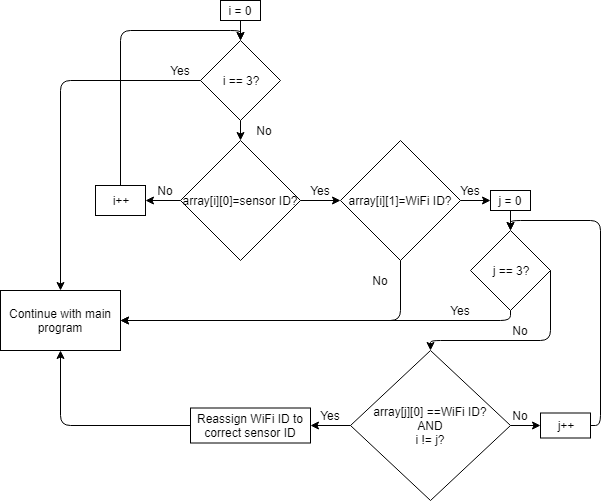 i = 0
Yes
i == 3?
No
i++
No
array[i][0]=sensor ID?
Yes
array[i][1]=WiFi ID?
Yes
j = 0
j == 3?
No
Yes
No
Continue with main
program
Reassign WiFi ID to
correct sensor ID
Yes
array[j][0] ==WiFi ID?
AND
i != j?
No
j++